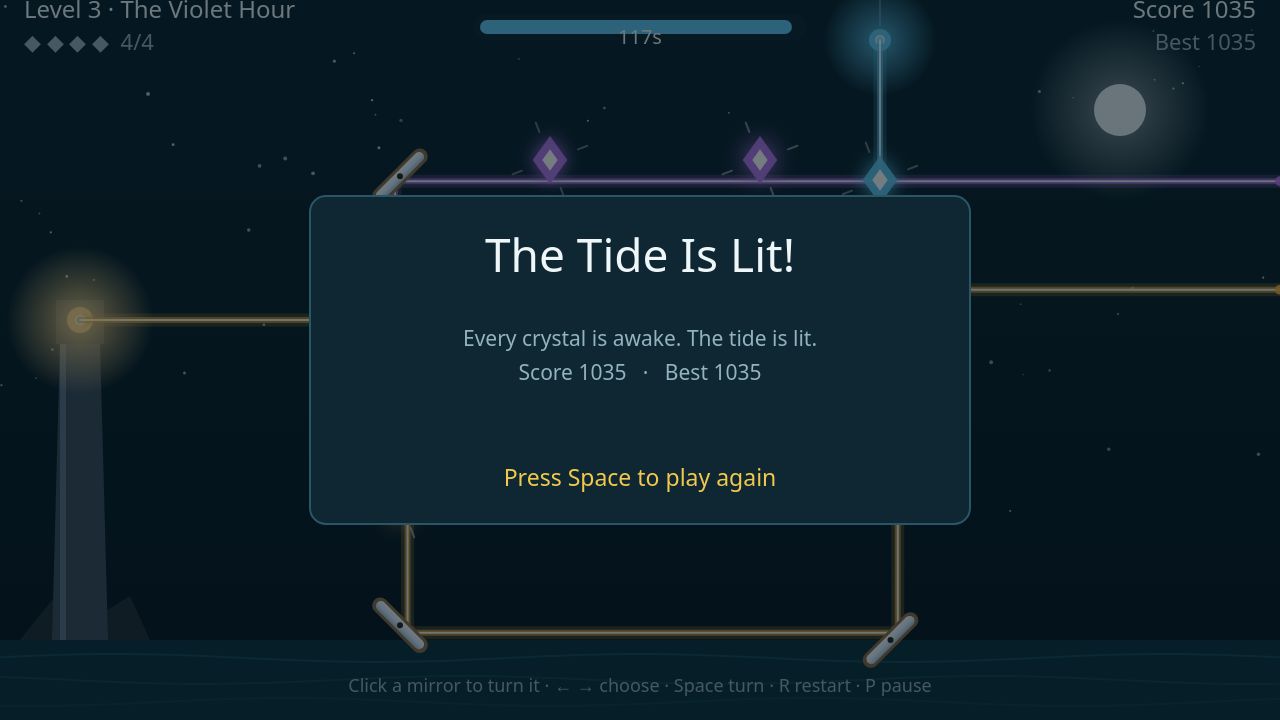 Level 3 · The Violet Hour
◆ ◆ ◆ ◆ 4/4
117s
Score 1035
Best 1035
The Tide Is Lit!
Every crystal is awake. The tide is lit.
Score 1035 · Best 1035
Press Space to play again
Click a mirror to turn it · ← → choose · Space turn · R restart · P pause